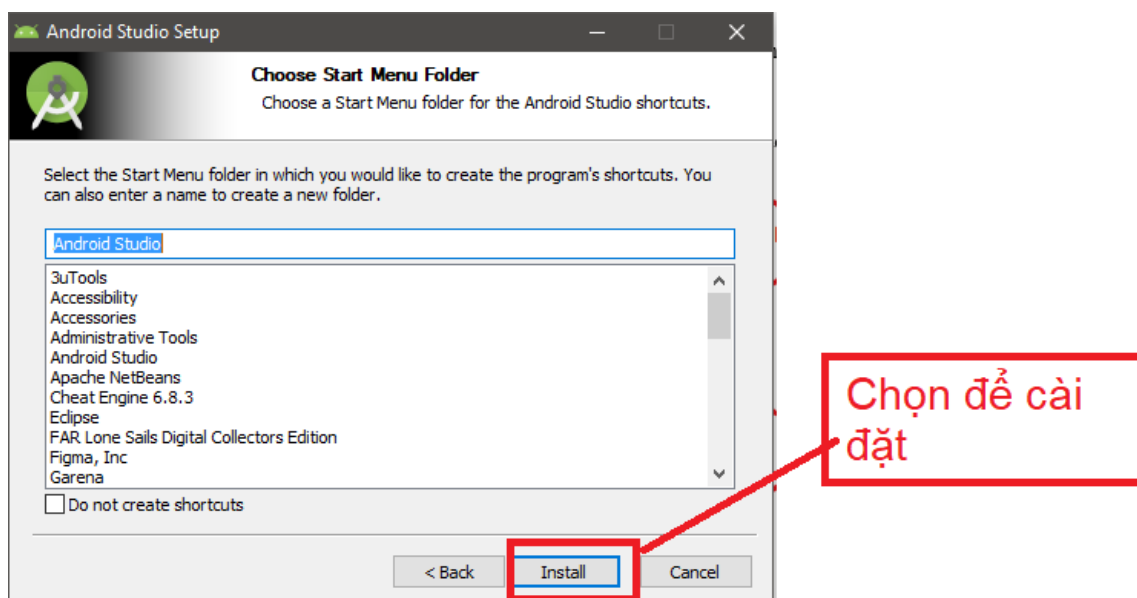 Android Studio Setup
Choose Start Menu Folder
Choose a Start Menu folder for the Android Studio shortcuts.
Select the Start Menu folder in which you would like to create the program's shortcuts. You
can also enter a name to create a new folder.
Android Studio
3uTools
Accessibility
Accessories
Administrative Tools
Android Studio
Apache NetBeans
Cheat Engine 6.8.3
Eclipse
FAR Lone Sails Digital Collectors Edition
Figma, Inc
Garena
Chọn để cài
đặt
Do not create shortcuts
< Back
Install
Cancel